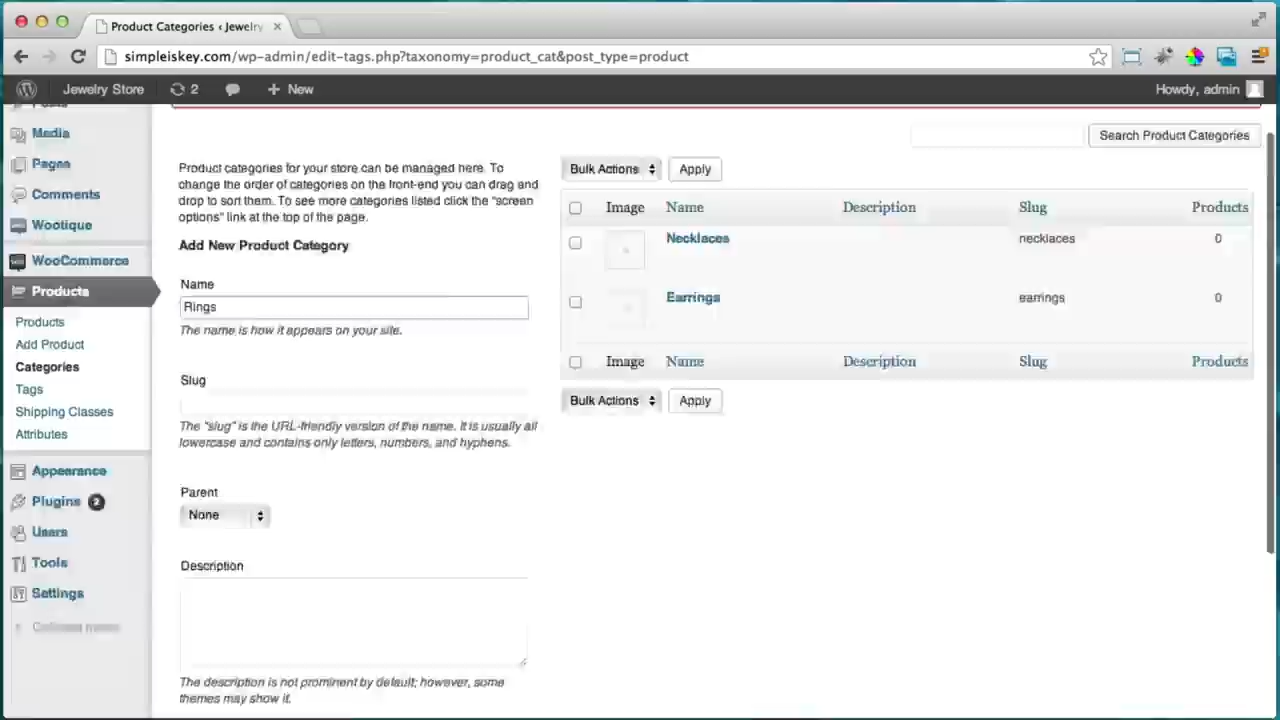 Product Categories ‹ Jewelry
simpleiskey.com/wp-admin/edit-tags.php?taxonomy=product_cat&post_type=product
Jewelry Store 2 + New Howdy, admin
Posts
Media
Pages
Comments
Wootique
WooCommerce
Products
Products
Add Product
Categories
Tags
Shipping Classes
Attributes
Appearance
Plugins 2
Users
Tools
Settings
Collapse menu
Product categories for your store can be managed here. To
change the order of categories on the front-end you can drag and
drop to sort them. To see more categories listed click the "screen
options" link at the top of the page.
Add New Product Category
Name
Rings
The name is how it appears on your site.
Slug
The "slug" is the URL-friendly version of the name. It is usually all
lowercase and contains only letters, numbers, and hyphens.
Parent
None
Description
The description is not prominent by default; however, some
themes may show it.
Search Product Categories
Bulk Actions Apply
Image Name Description Slug Products
Necklaces necklaces 0
Earrings earrings 0
Image Name Description Slug Products
Bulk Actions Apply